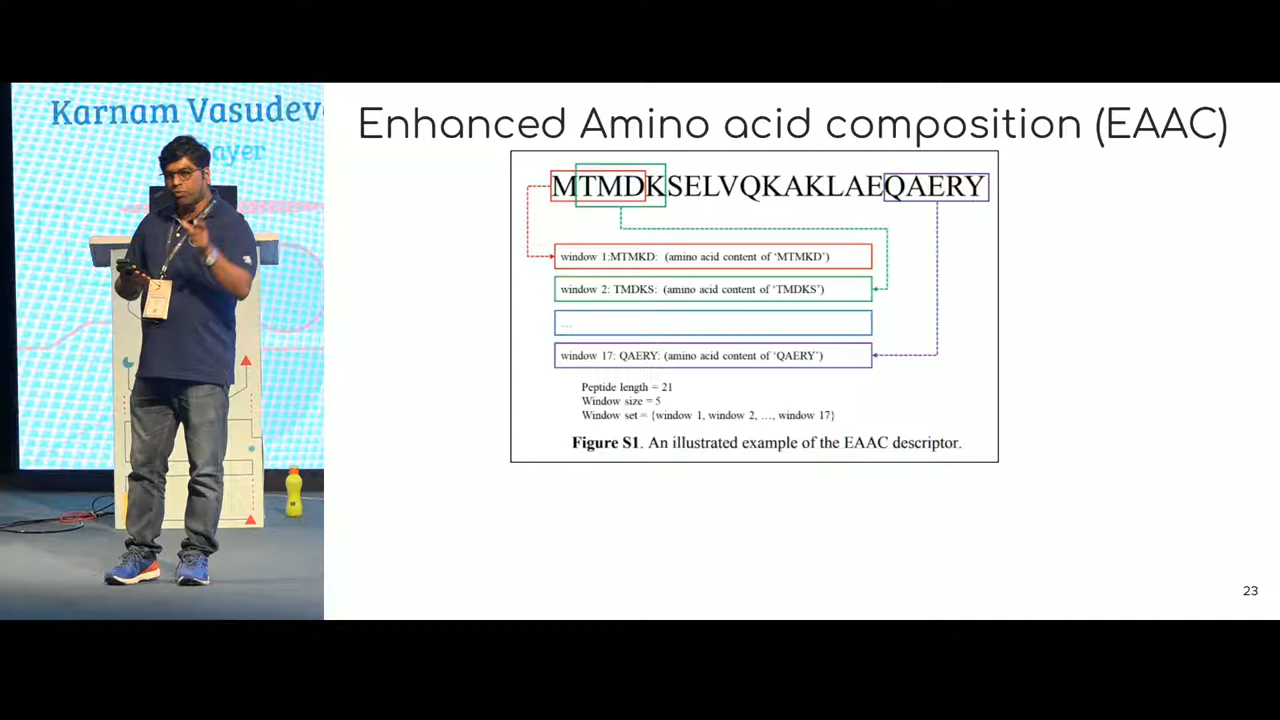 Karnam Vasudev
ayer
Enhanced Amino acid composition (EAAC)
MTMDKSELVQKAKLAEQAERY
window 1:MTMKD: (amino acid content of ‘MTMKD’)
window 2: TMDKS: (amino acid content of ‘TMDKS’)
…
window 17: QAERY: (amino acid content of ‘QAERY’)
Peptide length = 21
Window size = 5
Window set = {window 1, window 2, …, window 17}
Figure S1. An illustrated example of the EAAC descriptor.
23